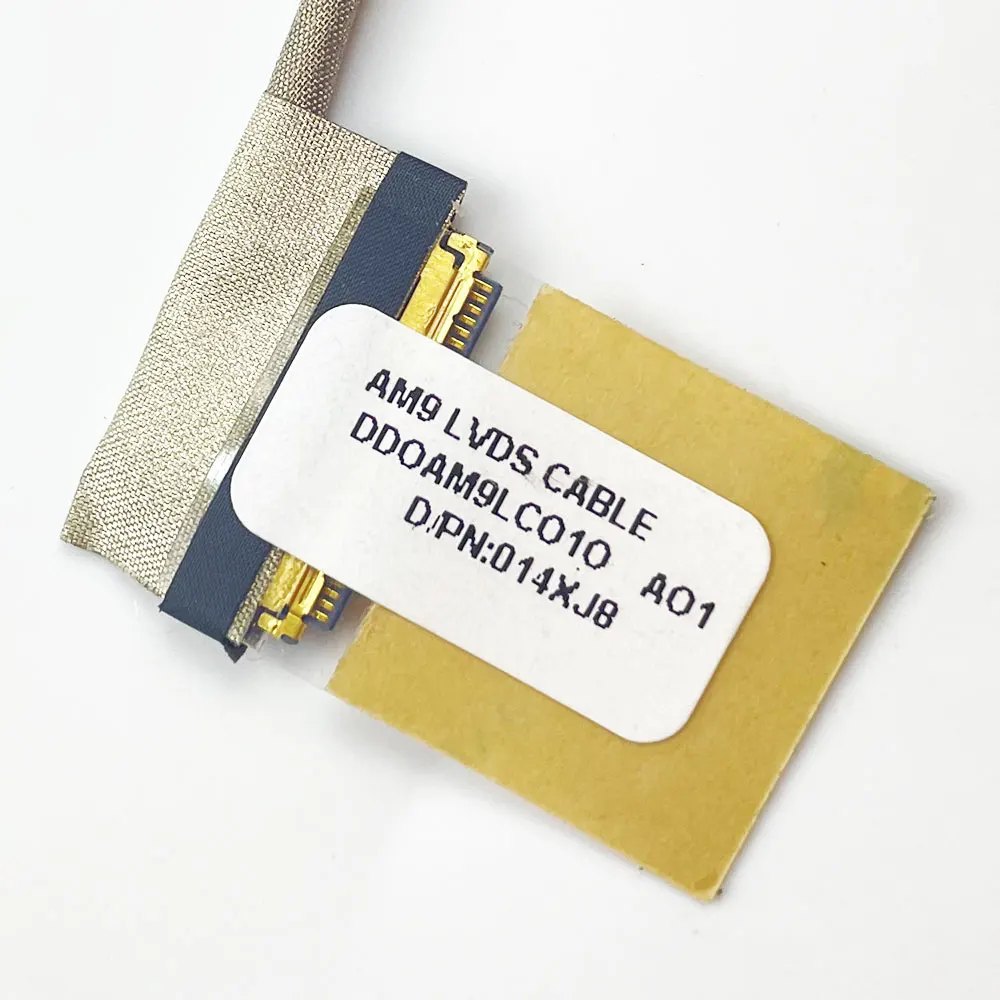 AM9 LVDS CABLE
DD0AM9LC010 A01
D/PN:014XJ8